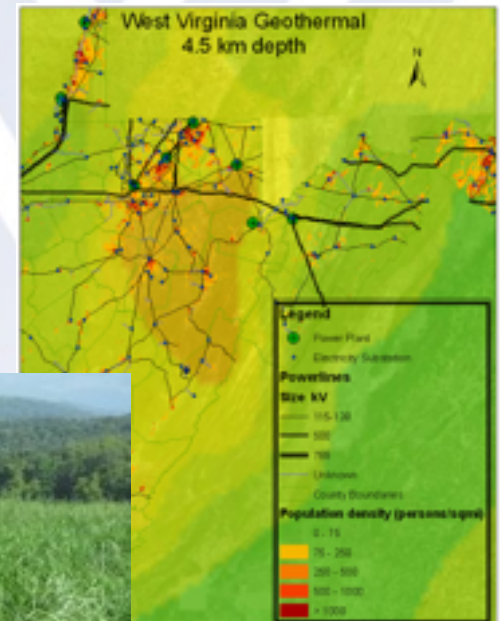 West Virginia Geothermal
4.5 km depth
N
Legend
Power Plant
Electricity Substation
Powerlines
Size kV
115-138
500
Unknown
County Boundaries
Population density (persons/sqmi)
0 - 75
75 - 250
250 - 500
500 - 1000
> 1000